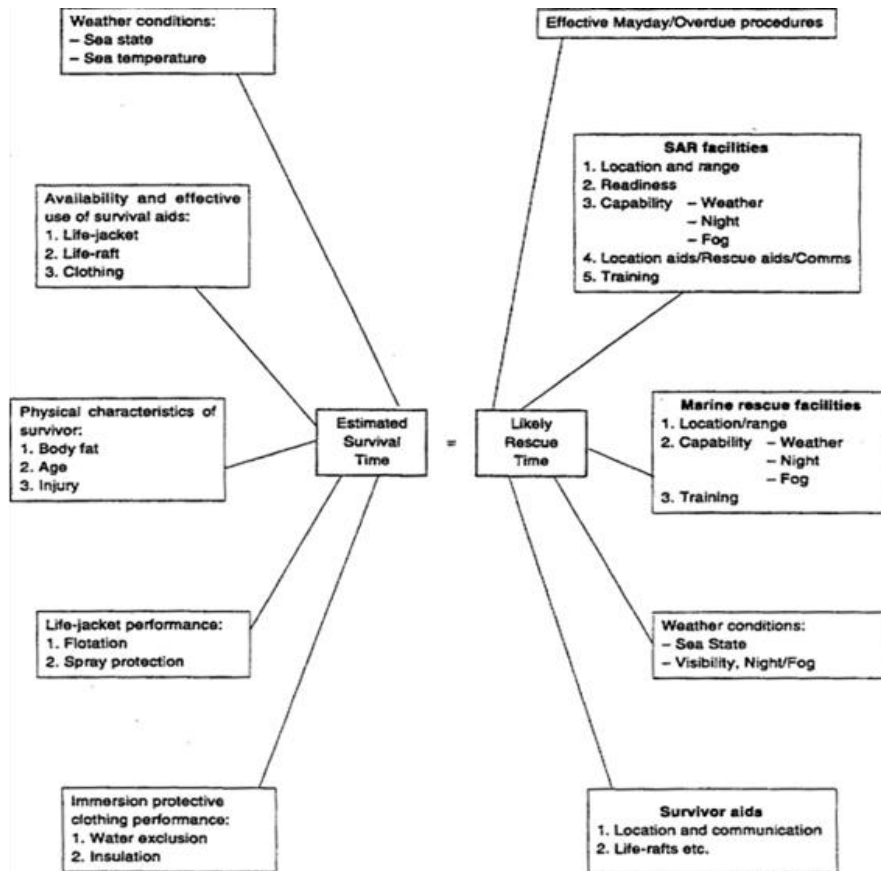 Weather conditions:
– Sea state
– Sea temperature
Availability and effective
use of survival aids:
1. Life-jacket
2. Life-raft
3. Clothing
Physical characteristics of
survivor:
1. Body fat
2. Age
3. Injury
Life-jacket performance:
1. Flotation
2. Spray protection
Immersion protective
clothing performance:
1. Water exclusion
2. Insulation
Estimated
Survival
Time
=
Likely
Rescue
Time
Effective Mayday/Overdue procedures
SAR facilities
1. Location and range
2. Readiness
3. Capability – Weather
– Night
– Fog
4. Location aids/Rescue aids/Comms
5. Training
Marine rescue facilities
1. Location/range
2. Capability – Weather
– Night
– Fog
3. Training
Weather conditions:
– Sea State
– Visibility, Night/Fog
Survivor aids
1. Location and communication
2. Life-rafts etc.